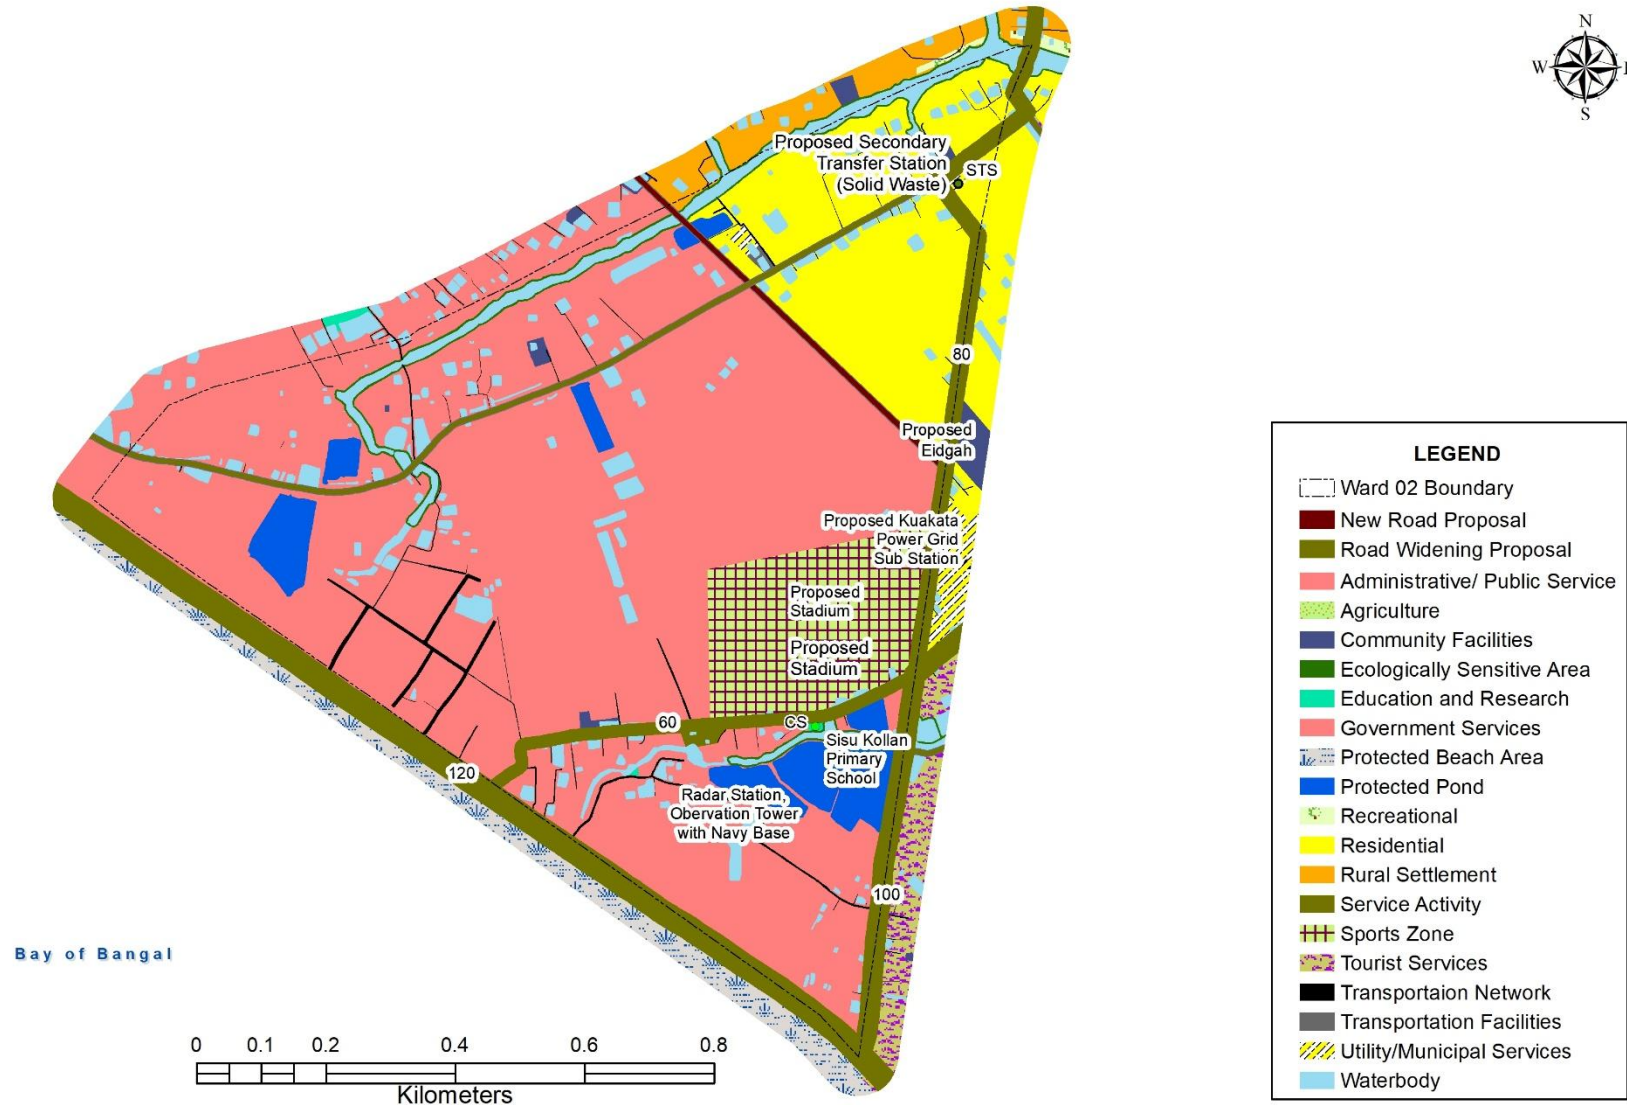 N
W
S
Proposed Secondary
Transfer Station
(Solid Waste)
STS
80
Proposed
Eidgah
Proposed Kuakata
Power Grid
Sub Station
Proposed
Stadium
Proposed
Stadium
60
CS
Sisu Kollan
Primary
School
120
Radar Station,
Obervation Tower
with Navy Base
100
Bay of Bangal
0 0.1 0.2 0.4 0.6 0.8
Kilometers
LEGEND
Ward 02 Boundary
New Road Proposal
Road Widening Proposal
Administrative/ Public Service
Agriculture
Community Facilities
Ecologically Sensitive Area
Education and Research
Government Services
Protected Beach Area
Protected Pond
Recreational
Residential
Rural Settlement
Service Activity
Sports Zone
Tourist Services
Transportaion Network
Transportation Facilities
Utility/Municipal Services
Waterbody